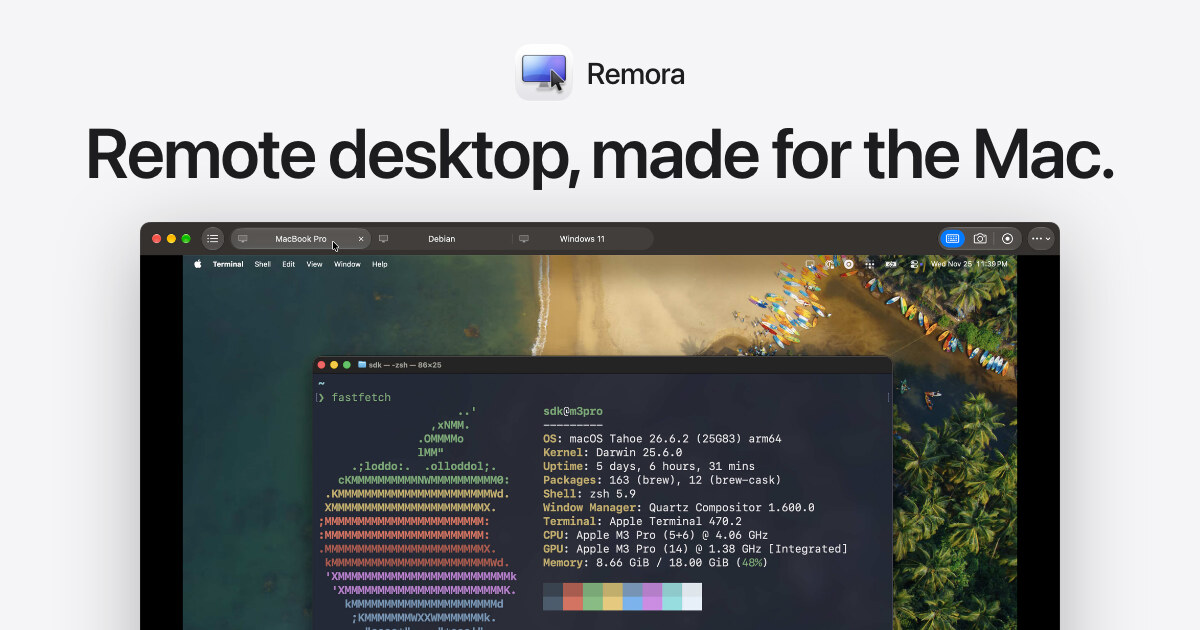 Remora
Remote desktop, made for the Mac.
MacBook Pro
Debian
Windows 11
Terminal Shell Edit View Window Help
Wed Nov 25 11:39 PM
sdk — -zsh — 86×25
~
❯ fastfetch
sdk@m3pro
---------
OS: macOS Tahoe 26.6.2 (25G83) arm64
Kernel: Darwin 25.6.0
Uptime: 5 days, 6 hours, 31 mins
Packages: 163 (brew), 12 (brew-cask)
Shell: zsh 5.9
Window Manager: Quartz Compositor 1.600.0
Terminal: Apple Terminal 470.2
CPU: Apple M3 Pro (5+6) @ 4.06 GHz
GPU: Apple M3 Pro (14) @ 1.38 GHz [Integrated]
Memory: 8.66 GiB / 18.00 GiB (48%)